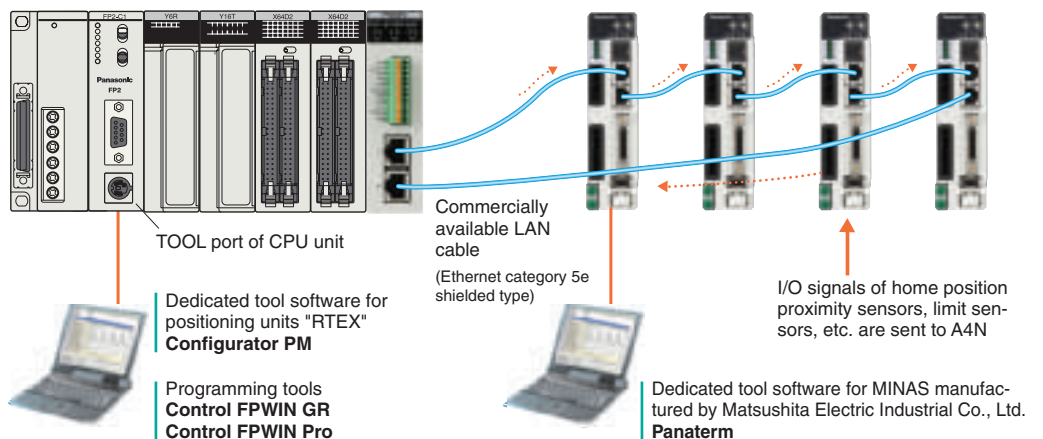 FP2-C1
Y6R
Y16T
X64D2
X64D2
Panasonic
FP2
TOOL port of CPU unit
Commercially
available LAN
cable
(Ethernet category 5e
shielded type)
I/O signals of home position
proximity sensors, limit sen-
sors, etc. are sent to A4N
Dedicated tool software for
positioning units "RTEX"
Configurator PM
Programming tools
Control FPWIN GR
Control FPWIN Pro
Dedicated tool software for MINAS manufac-
tured by Matsushita Electric Industrial Co., Ltd.
Panaterm